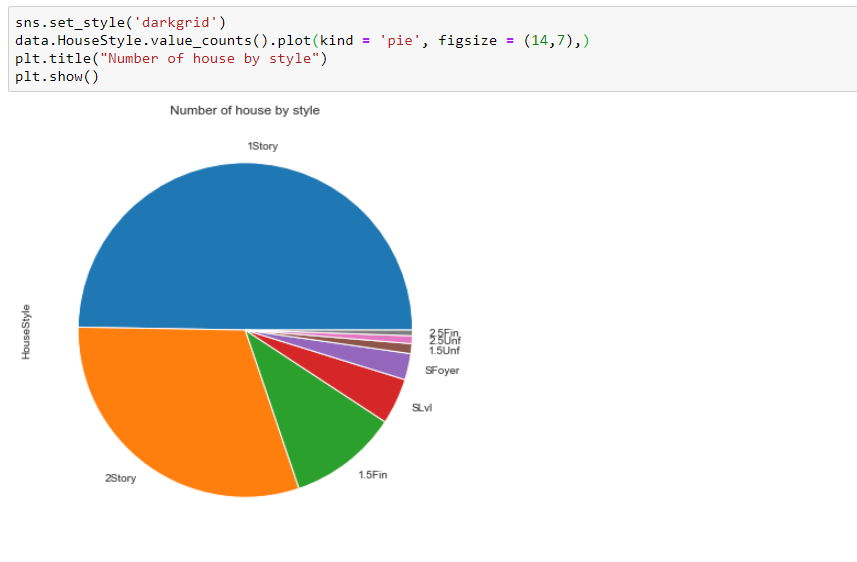 sns.set_style('darkgrid')
data.HouseStyle.value_counts().plot(kind = 'pie', figsize = (14,7),)
plt.title("Number of house by style")
plt.show()
Number of house by style
1Story
HouseStyle
2.5Fin
2.5Unf
1.5Unf
SFoyer
SLvl
1.5Fin
2Story